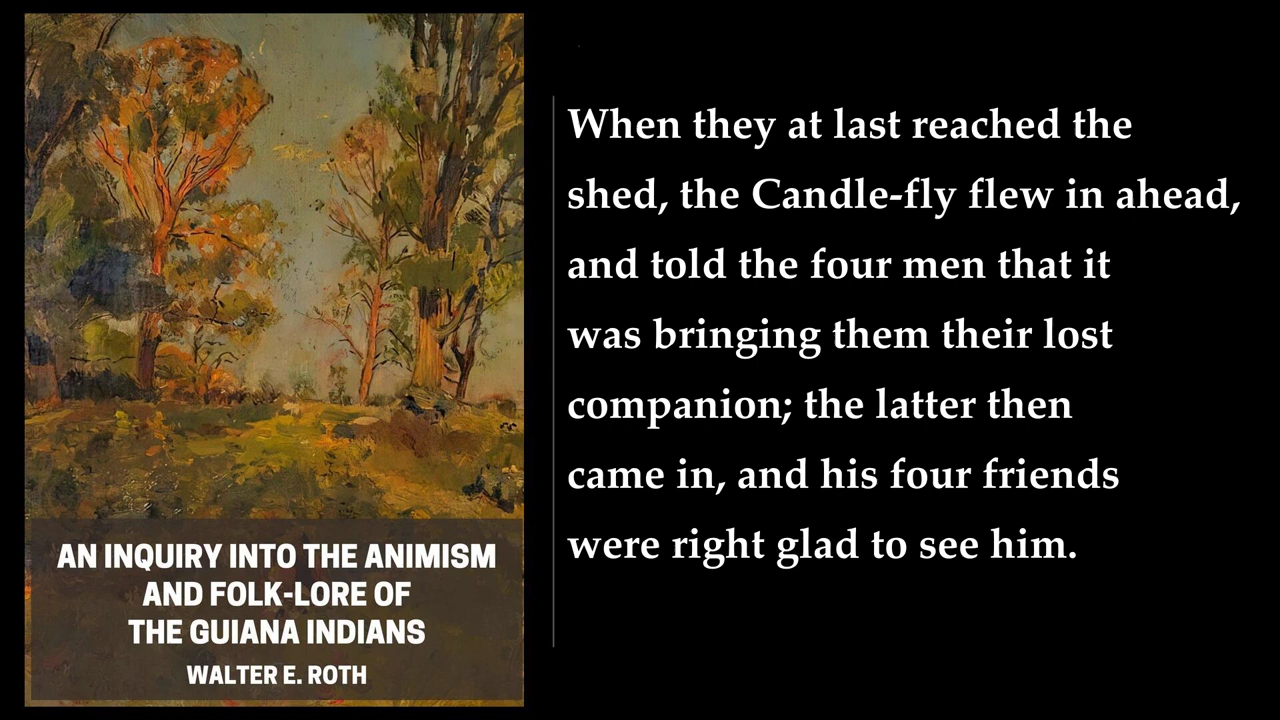 When they at last reached the
shed, the Candle-fly flew in ahead,
and told the four men that it
was bringing them their lost
companion; the latter then
came in, and his four friends
were right glad to see him.
AN INQUIRY INTO THE ANIMISM
AND FOLK-LORE OF
THE GUIANA INDIANS
WALTER E. ROTH